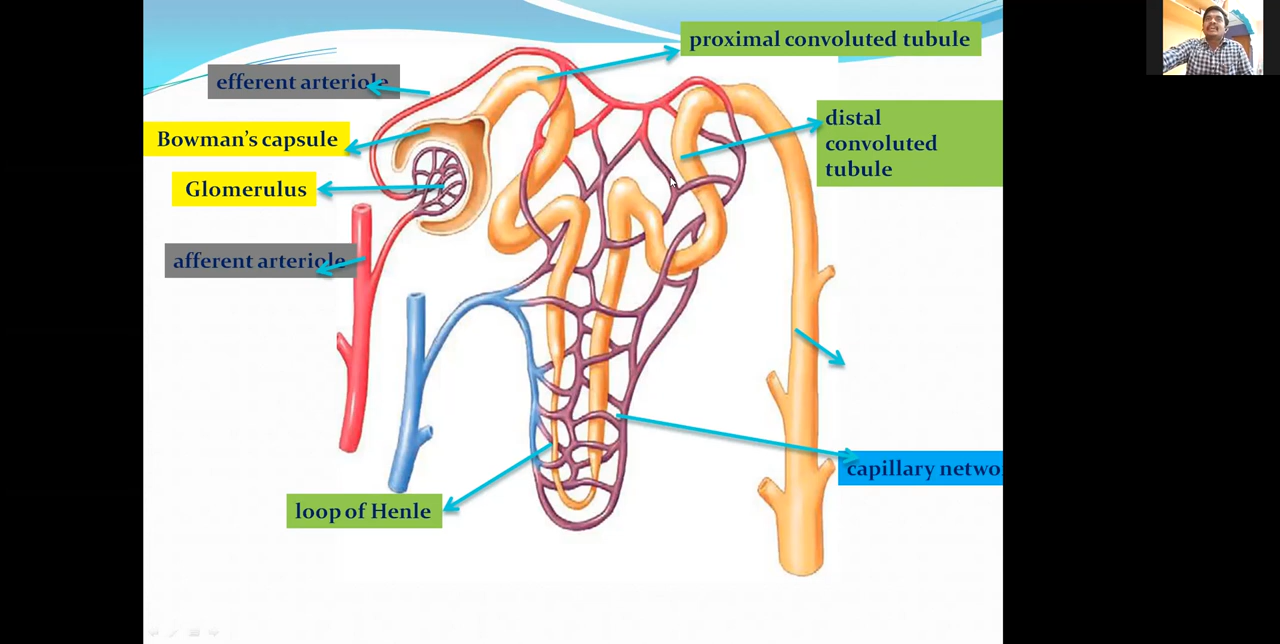 proximal convoluted tubule
efferent arteriole
distal
convoluted
tubule
Bowman's capsule
Glomerulus
afferent arteriole
capillary netwo
loop of Henle